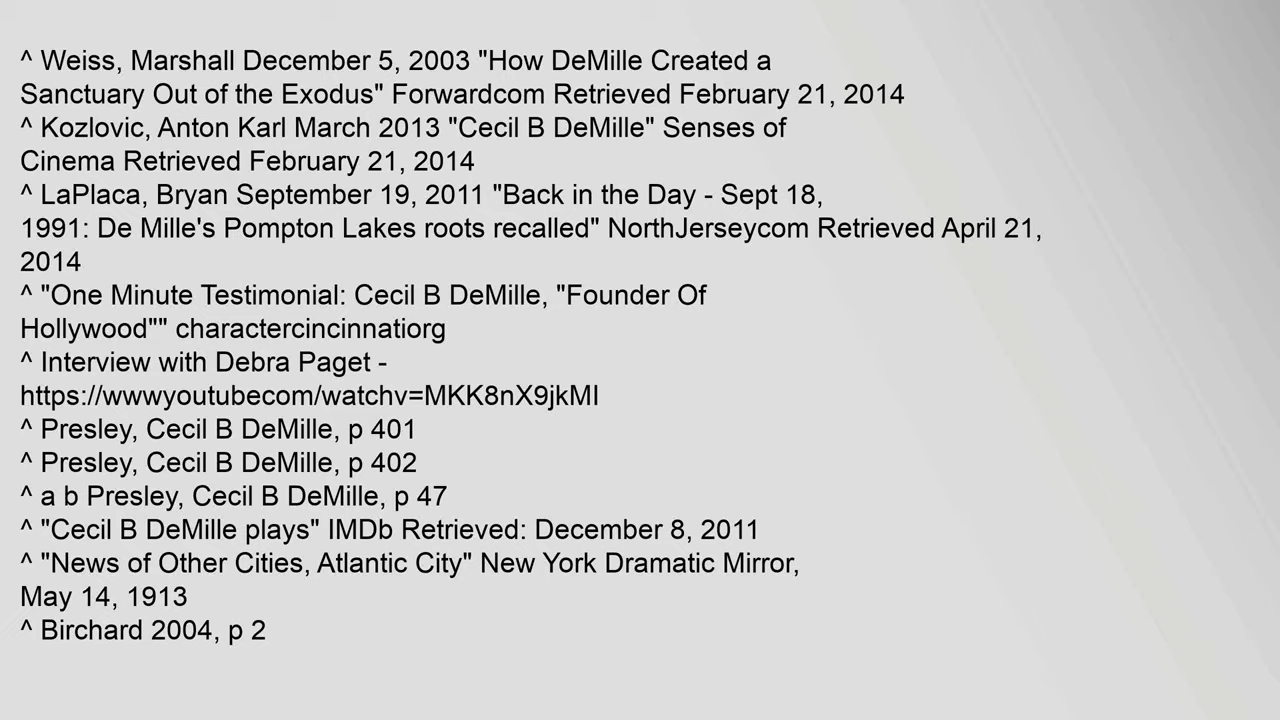 ^ Weiss, Marshall December 5, 2003 "How DeMille Created a
Sanctuary Out of the Exodus" Forwardcom Retrieved February 21, 2014
^ Kozlovic, Anton Karl March 2013 "Cecil B DeMille" Senses of
Cinema Retrieved February 21, 2014
^ LaPlaca, Bryan September 19, 2011 "Back in the Day - Sept 18,
1991: De Mille's Pompton Lakes roots recalled" NorthJerseycom Retrieved April 21,
2014
^ "One Minute Testimonial: Cecil B DeMille, "Founder Of
Hollywood"" charactercincinnatiorg
^ Interview with Debra Paget -
https://wwwyoutubecom/watchv=MKK8nX9jkMI
^ Presley, Cecil B DeMille, p 401
^ Presley, Cecil B DeMille, p 402
^ a b Presley, Cecil B DeMille, p 47
^ "Cecil B DeMille plays" IMDb Retrieved: December 8, 2011
^ "News of Other Cities, Atlantic City" New York Dramatic Mirror,
May 14, 1913
^ Birchard 2004, p 2